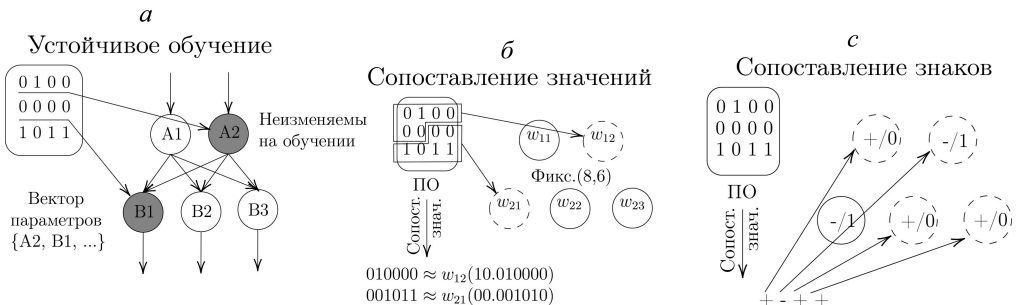 а
Устойчивое обучение
0 1 0 0
0 0 0 0
1 0 1 1
A1
A2
Неизменяемы
на обучении
Вектор
параметров
{A2, B1, ...}
B1
B2
B3
б
Сопоставление значений
0 1 0 0
0 0 0 0
1 0 1 1
w11
w12
ПО
Фикс.(8,6)
w21
w22
w23
Сопост.
знач.
010000 ≈ w12(10.010000)
001011 ≈ w21(00.001010)
с
Сопоставление знаков
0 1 0 0
0 0 0 0
1 0 1 1
+/0
-/1
ПО
Сопост.
знач.
-/1
+/0
+/0
+ - + +